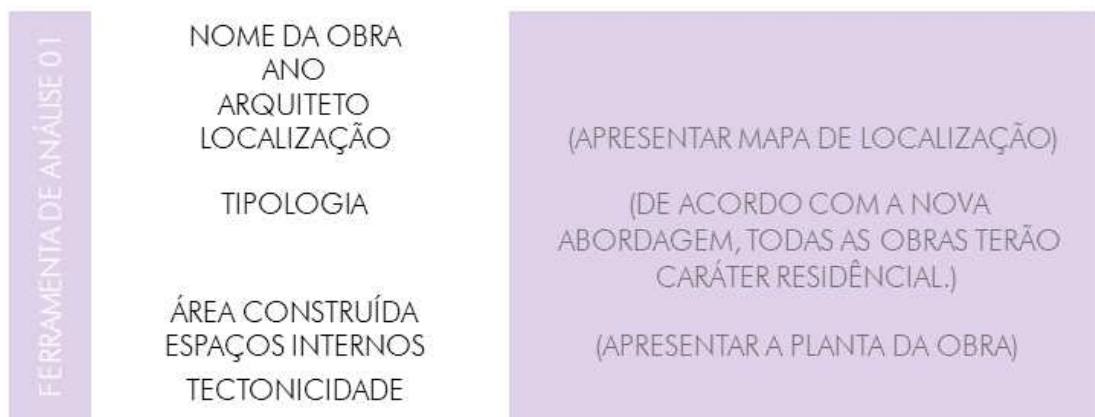 FERRAMENTA DE ANÁLISE 01
NOME DA OBRA
ANO
ARQUITETO
LOCALIZAÇÃO
(APRESENTAR MAPA DE LOCALIZAÇÃO)
TIPOLOGIA
(DE ACORDO COM A NOVA
ABORDAGEM, TODAS AS OBRAS TERÃO
CARÁTER RESIDÊNCIAL.)
ÁREA CONSTRUÍDA
ESPAÇOS INTERNOS
(APRESENTAR A PLANTA DA OBRA)
TECTONICIDADE